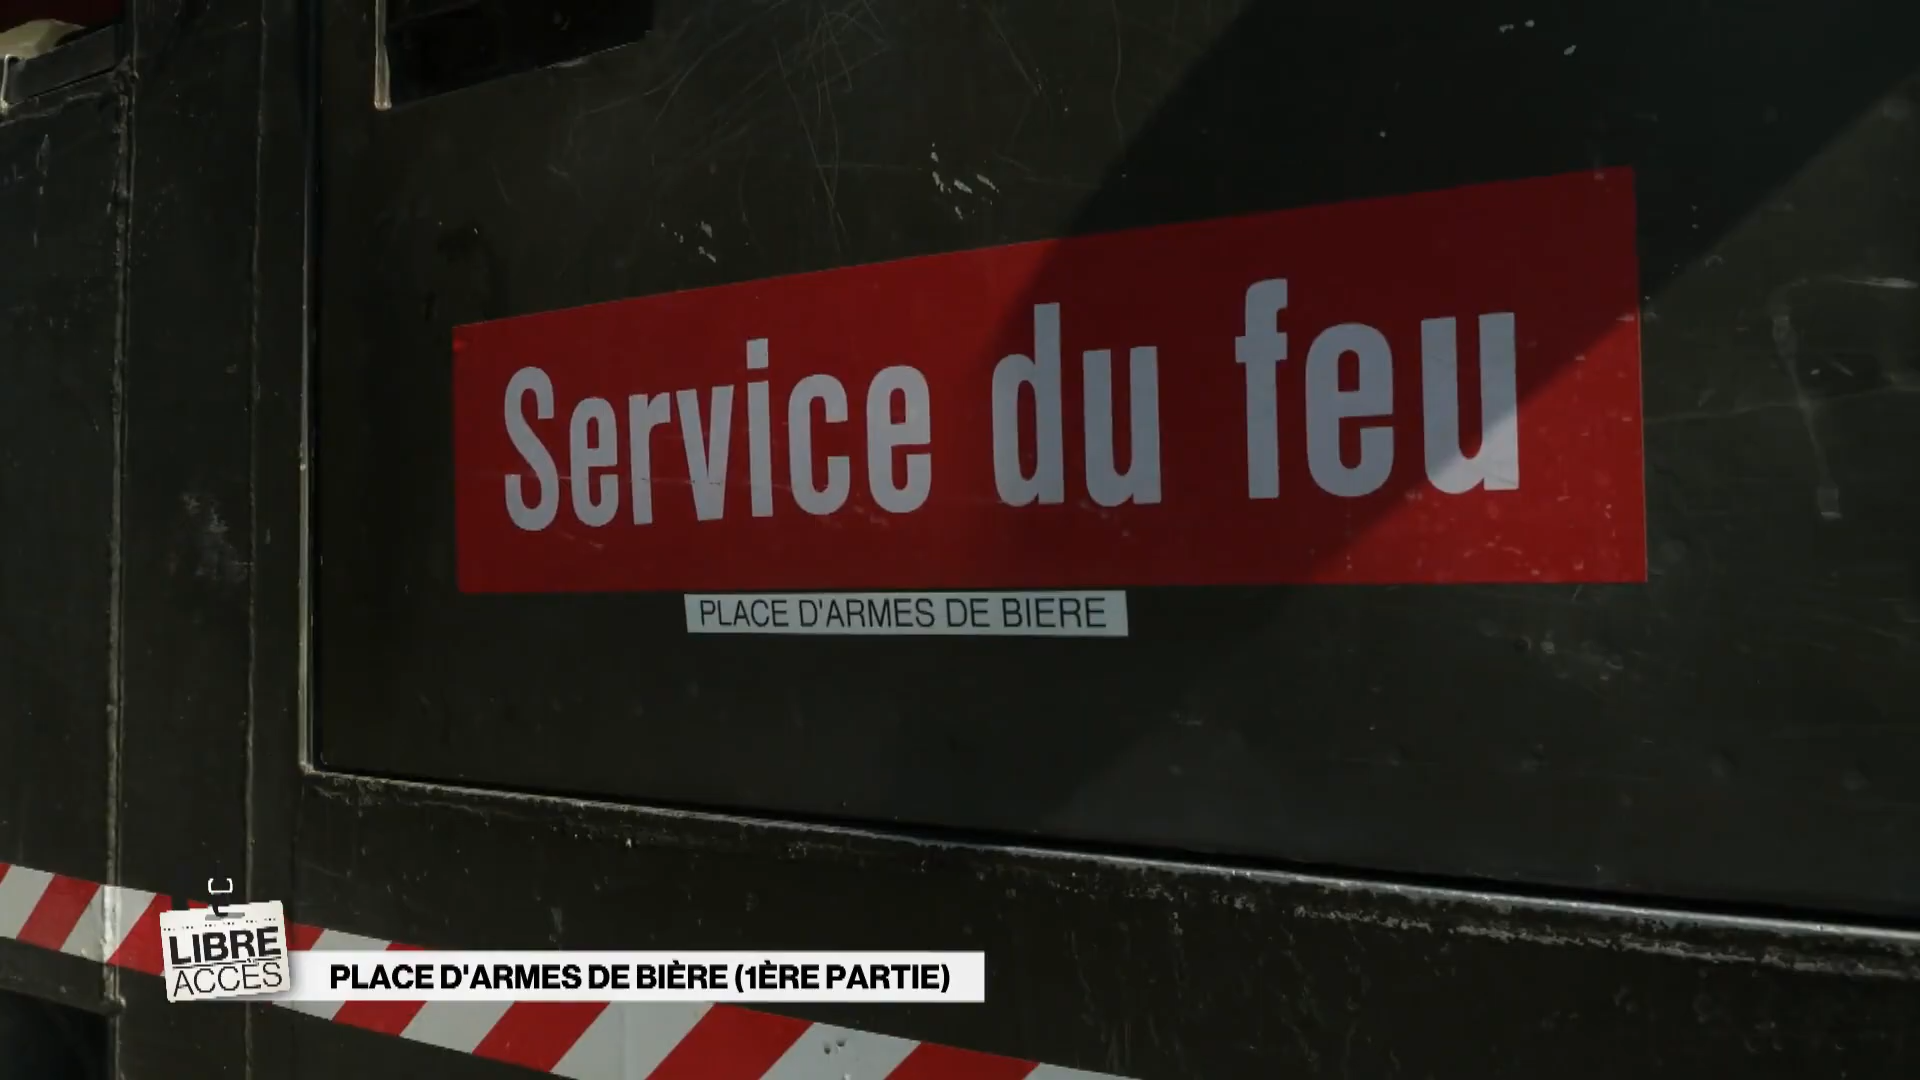 Service du feu
PLACE D'ARMES DE BIERE
LIBRE
ACCÈS
PLACE D'ARMES DE BIÈRE (1ÈRE PARTIE)